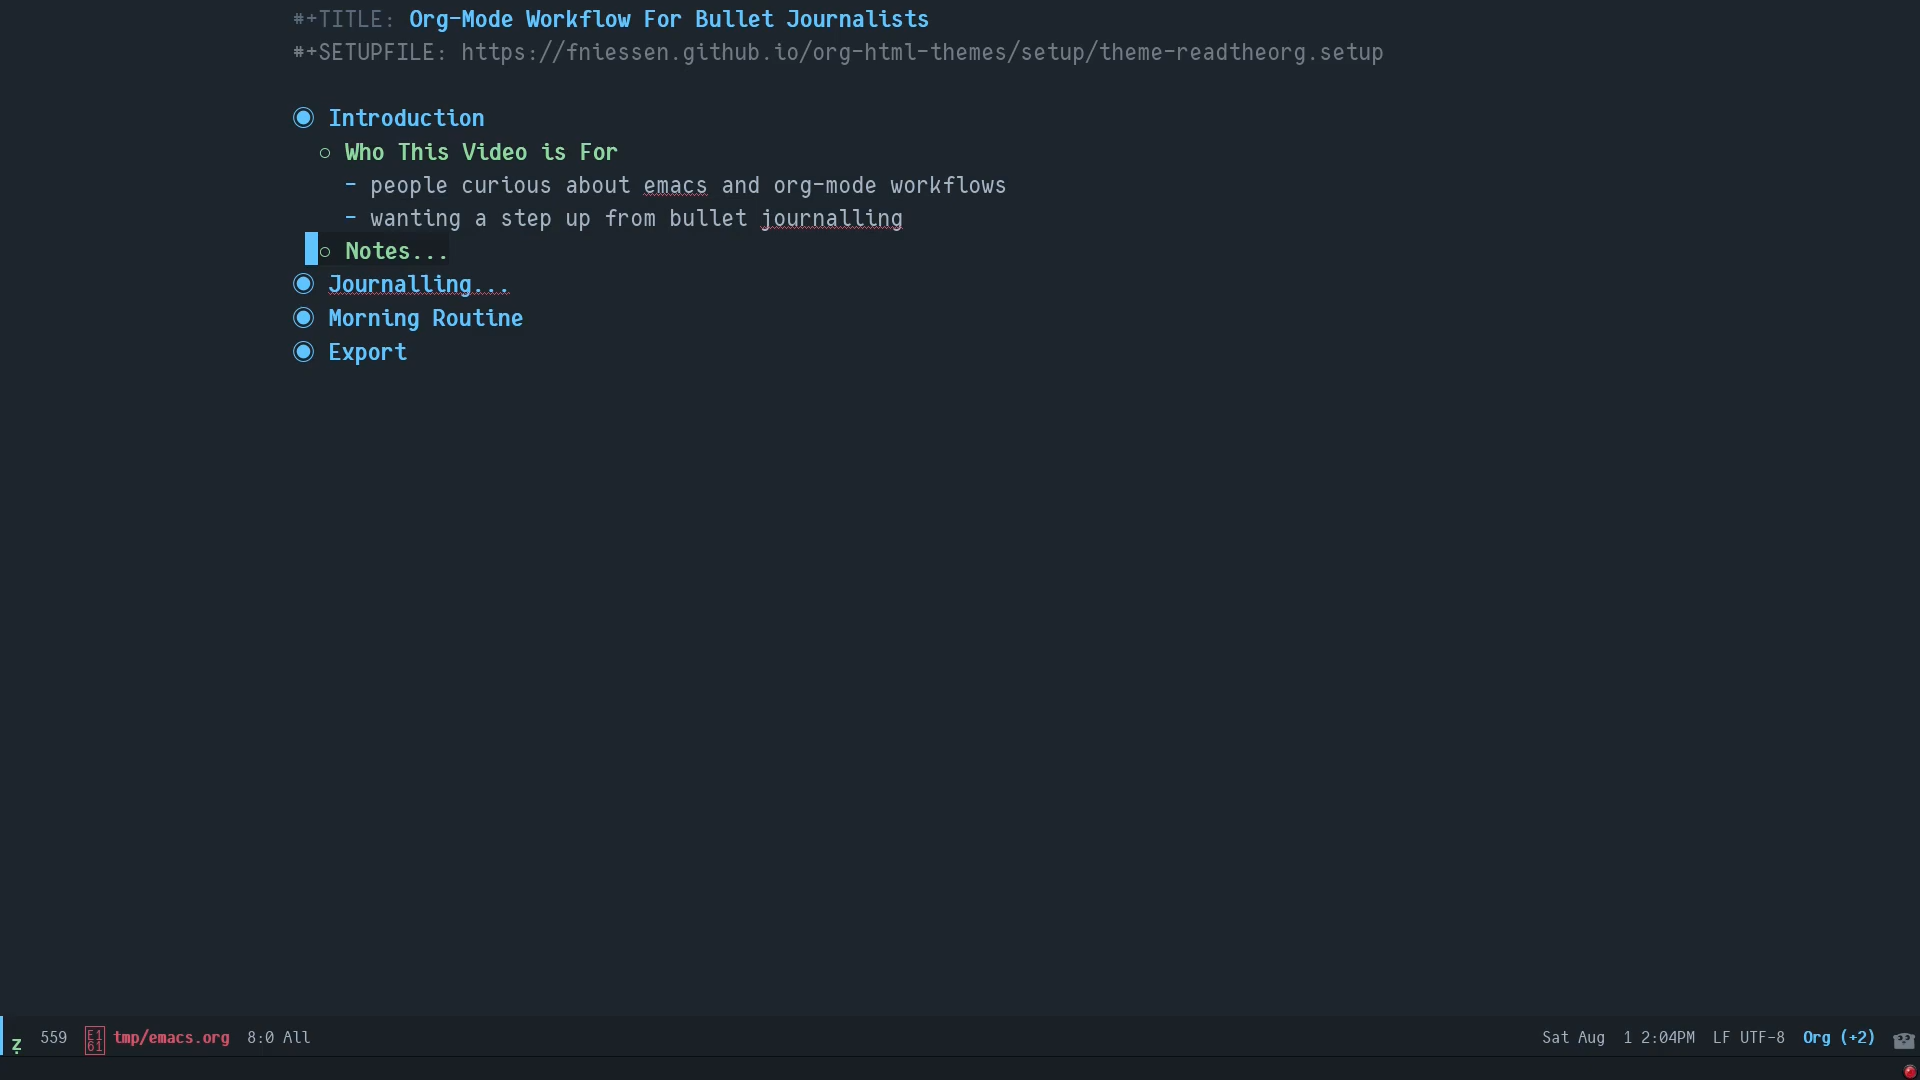 #+TITLE: Org-Mode Workflow For Bullet Journalists
#+SETUPFILE: https://fniessen.github.io/org-html-themes/setup/theme-readtheorg.setup
◉ Introduction
○ Who This Video is For
- people curious about emacs and org-mode workflows
- wanting a step up from bullet journalling
○ Notes...
◉ Journalling...
◉ Morning Routine
◉ Export
559 E161 tmp/emacs.org 8:0 All Sat Aug 1 2:04PM LF UTF-8 Org (+2)